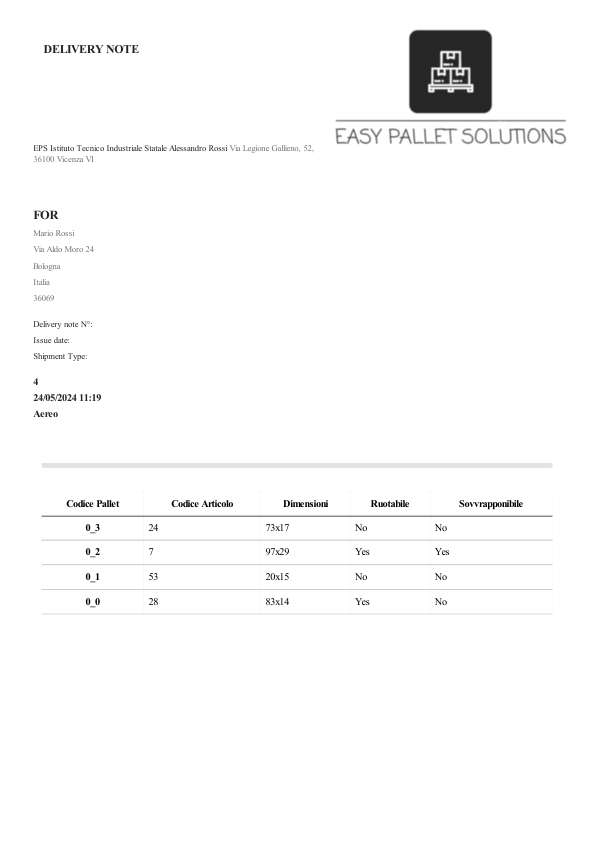 DELIVERY NOTE
EASY PALLET SOLUTIONS
EPS Istituto Tecnico Industriale Statale Alessandro Rossi Via Legione Gallieno, 52,
36100 Vicenza VI
FOR
Mario Rossi
Via Aldo Moro 24
Bologna
Italia
36069
Delivery note N°:
Issue date:
Shipment Type:
4
24/05/2024 11:19
Aereo
Codice Pallet Codice Articolo Dimensioni Ruotabile Sovvrapponibile
0_3 24 73x17 No No
0_2 7 97x29 Yes Yes
0_1 53 20x15 No No
0_0 28 83x14 Yes No